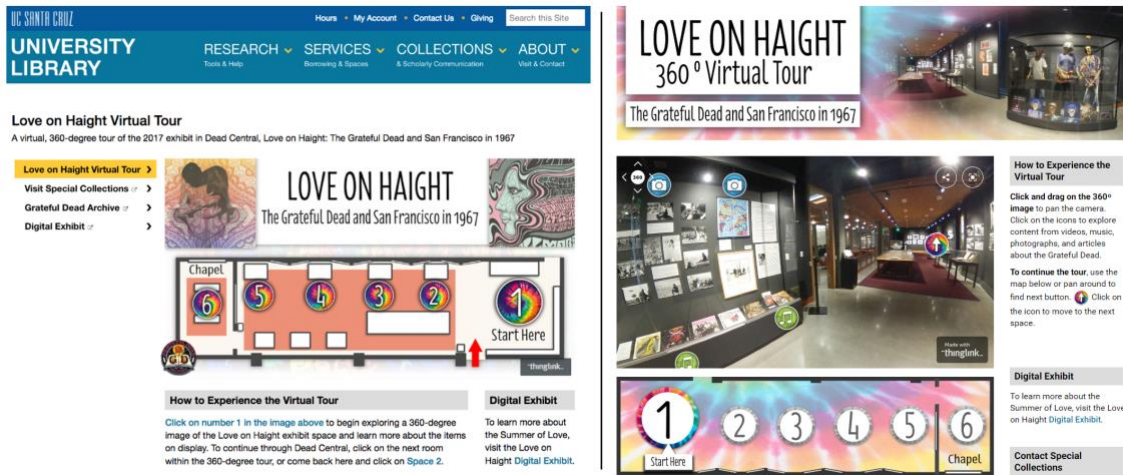 UC SANTA CRUZ
Hours • My Account • Contact Us • Giving
Search this Site
UNIVERSITY
LIBRARY
RESEARCH
Tools & Help
SERVICES
Borrowing & Spaces
COLLECTIONS
& Scholarly Communication
ABOUT
Visit & Contact
Love on Haight Virtual Tour
A virtual, 360-degree tour of the 2017 exhibit in Dead Central, Love on Haight: The Grateful Dead and San Francisco in 1967
Love on Haight Virtual Tour
Visit Special Collections
Grateful Dead Archive
Digital Exhibit
LOVE ON HAIGHT
The Grateful Dead and San Francisco in 1967
Chapel
6
5
4
3
2
1
Start Here
thinglink..
How to Experience the Virtual Tour
Click on number 1 in the image above to begin exploring a 360-degree
image of the Love on Haight exhibit space and learn more about the items
on display. To continue through Dead Central, click on the next room
within the 360-degree tour, or come back here and click on Space 2.
Digital Exhibit
To learn more about
the Summer of Love,
visit the Love on
Haight Digital Exhibit.
LOVE ON HAIGHT
360 º Virtual Tour
The Grateful Dead and San Francisco in 1967
360
Made with
thinglink..
How to Experience the
Virtual Tour
Click and drag on the 360º
image to pan the camera.
Click on the icons to explore
content from videos, music,
photographs, and articles
about the Grateful Dead.
To continue the tour, use the
map below or pan around to
find next button. Click on
the icon to move to the next
space.
1
Start Here
2
3
4
5
6
Chapel
Digital Exhibit
To learn more about the
Summer of Love, visit the Love
on Haight Digital Exhibit.
Contact Special
Collections